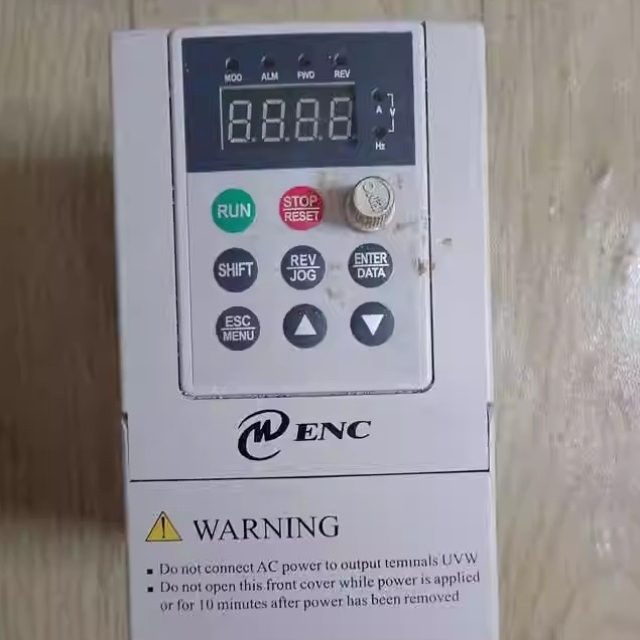 MOD ALM FWD REV
8.8.8.8.
A
V
Hz
RUN
STOP
RESET
SHIFT
REV
JOG
ENTER
DATA
ESC
MENU
ENC
WARNING
Do not connect AC power to output teminals UVW
Do not open this front cover while power is applied
or for 10 minutes after power has been removed